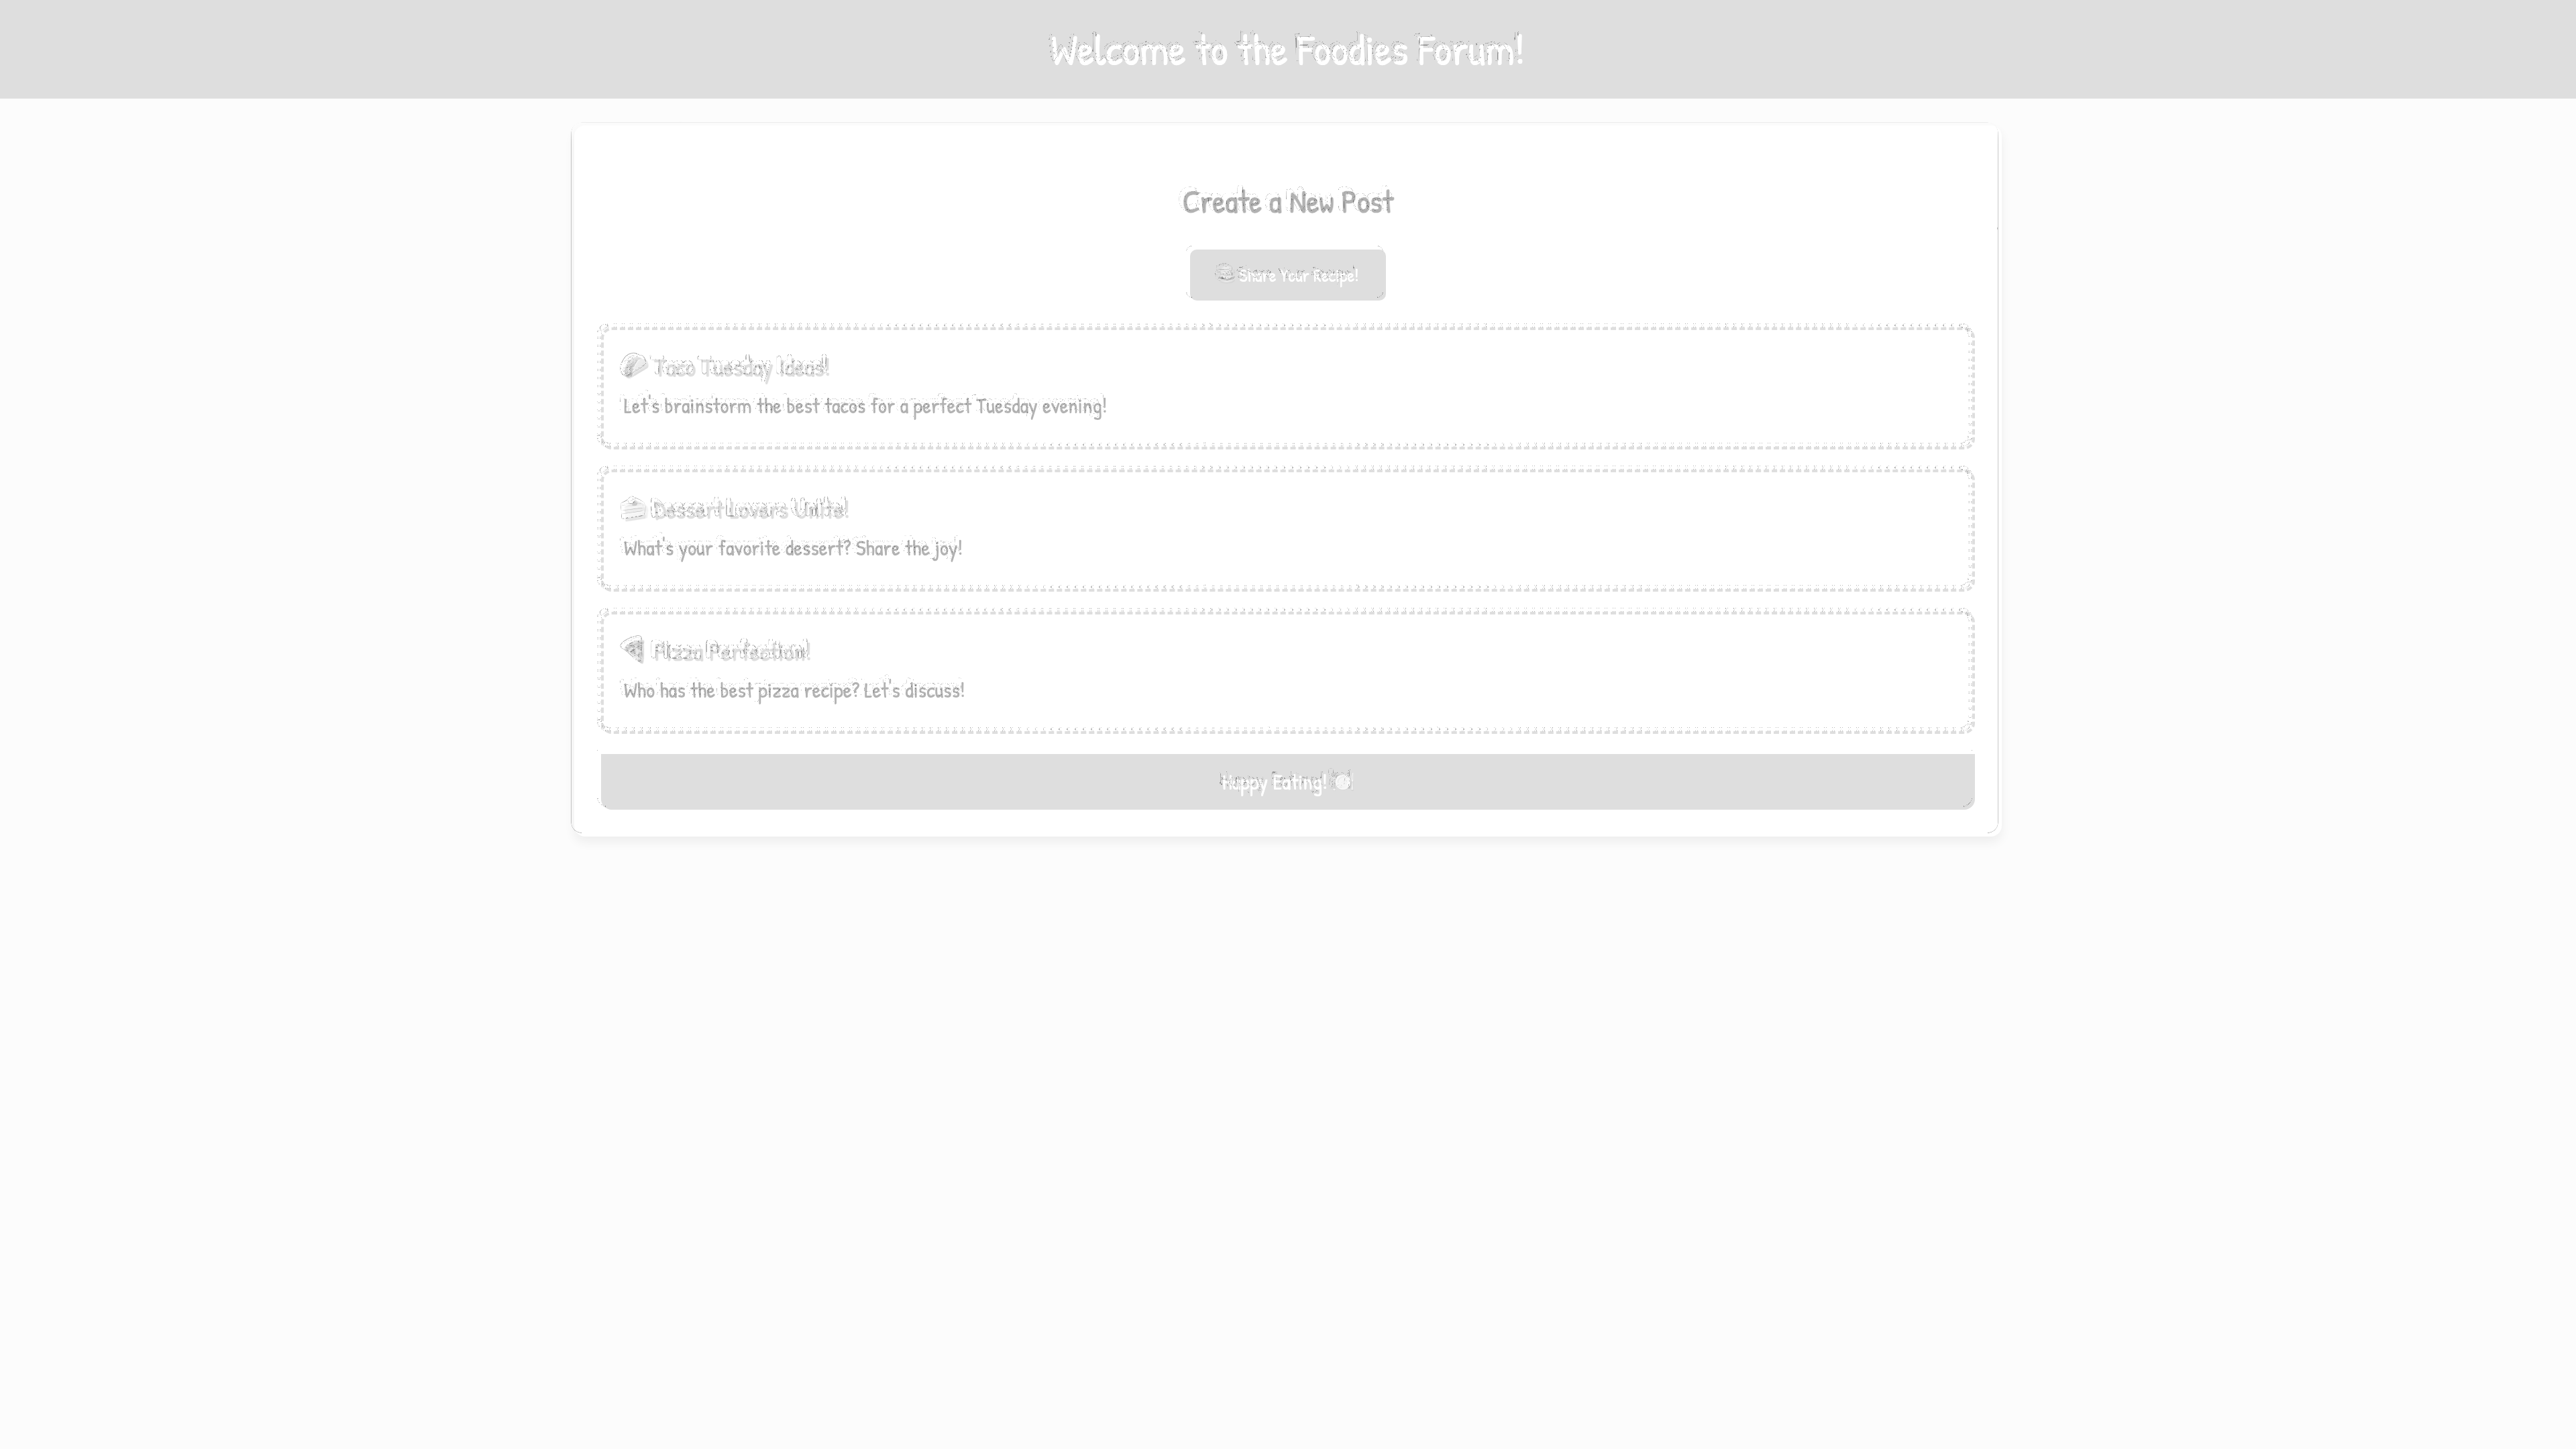 Welcome to the Foodies Forum!
Create a New Post
Share Your Recipe!
Taco Tuesday Ideas!
Let's brainstorm the best tacos for a perfect Tuesday evening!
Dessert Lovers Unite!
What's your favorite dessert? Share the joy!
Pizza Perfection!
Who has the best pizza recipe? Let's discuss!
Happy Eating!